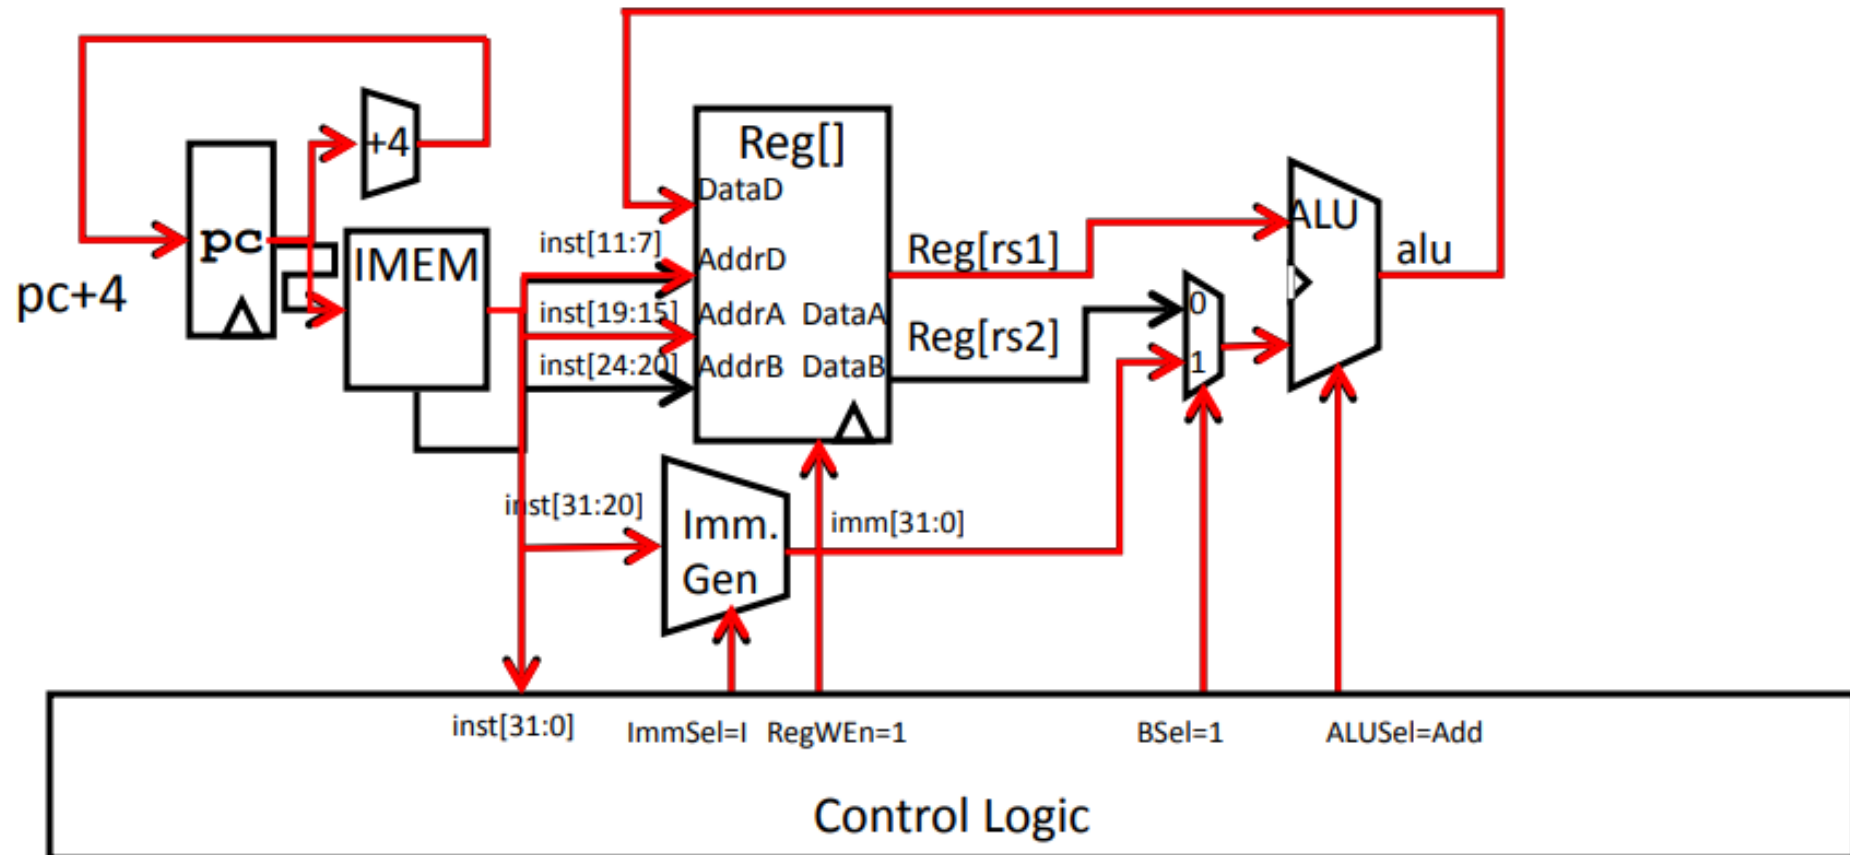 +4
Reg[]
DataD
pc
inst[11:7]
IMEM
AddrD
Reg[rs1]
ALU
alu
pc+4
inst[19:15]
AddrA
DataA
0
inst[24:20]
AddrB
DataB
Reg[rs2]
1
inst[31:20]
Imm.
Gen
imm[31:0]
inst[31:0]
ImmSel=I
RegWEn=1
BSel=1
ALUSel=Add
Control Logic